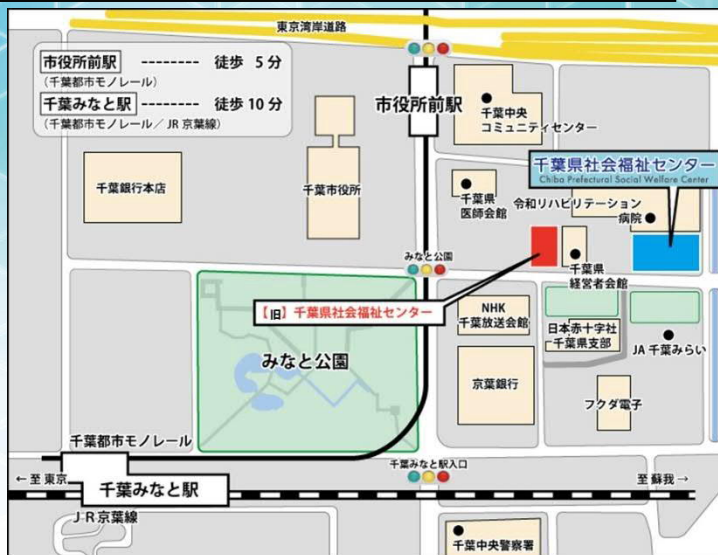 東京湾岸道路
市役所前駅 -------- 徒歩 5 分
(千葉都市モノレール)
千葉みなと駅 -------- 徒歩 10 分
(千葉都市モノレール／JR 京葉線)
市役所前駅
千葉中央
コミュニティセンター
千葉県社会福祉センター
Chiba Prefectural Social Welfare Center
千葉銀行本店
千葉市役所
千葉県
医師会館
令和リハビリテーション
病院
みなと公園
千葉県
経営者会館
【旧】千葉県社会福祉センター
NHK
千葉放送会館
日本赤十字社
千葉県支部
JA 千葉みらい
みなと公園
京葉銀行
フクダ電子
千葉都市モノレール
千葉みなと駅入口
← 至 東京
至 蘇我 →
千葉みなと駅
ＪＲ京葉線
千葉中央警察署